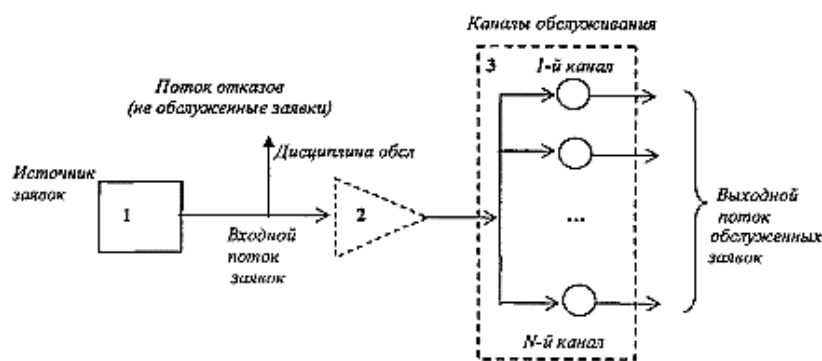 Каналы обслуживания
3
1-й канал
Поток отказов
(не обслуженные заявки)
Дисциплина обсл
Источник
заявок
1
2
Входной
поток
заявок
...
Выходной
поток
обслуженных
заявок
N-й канал